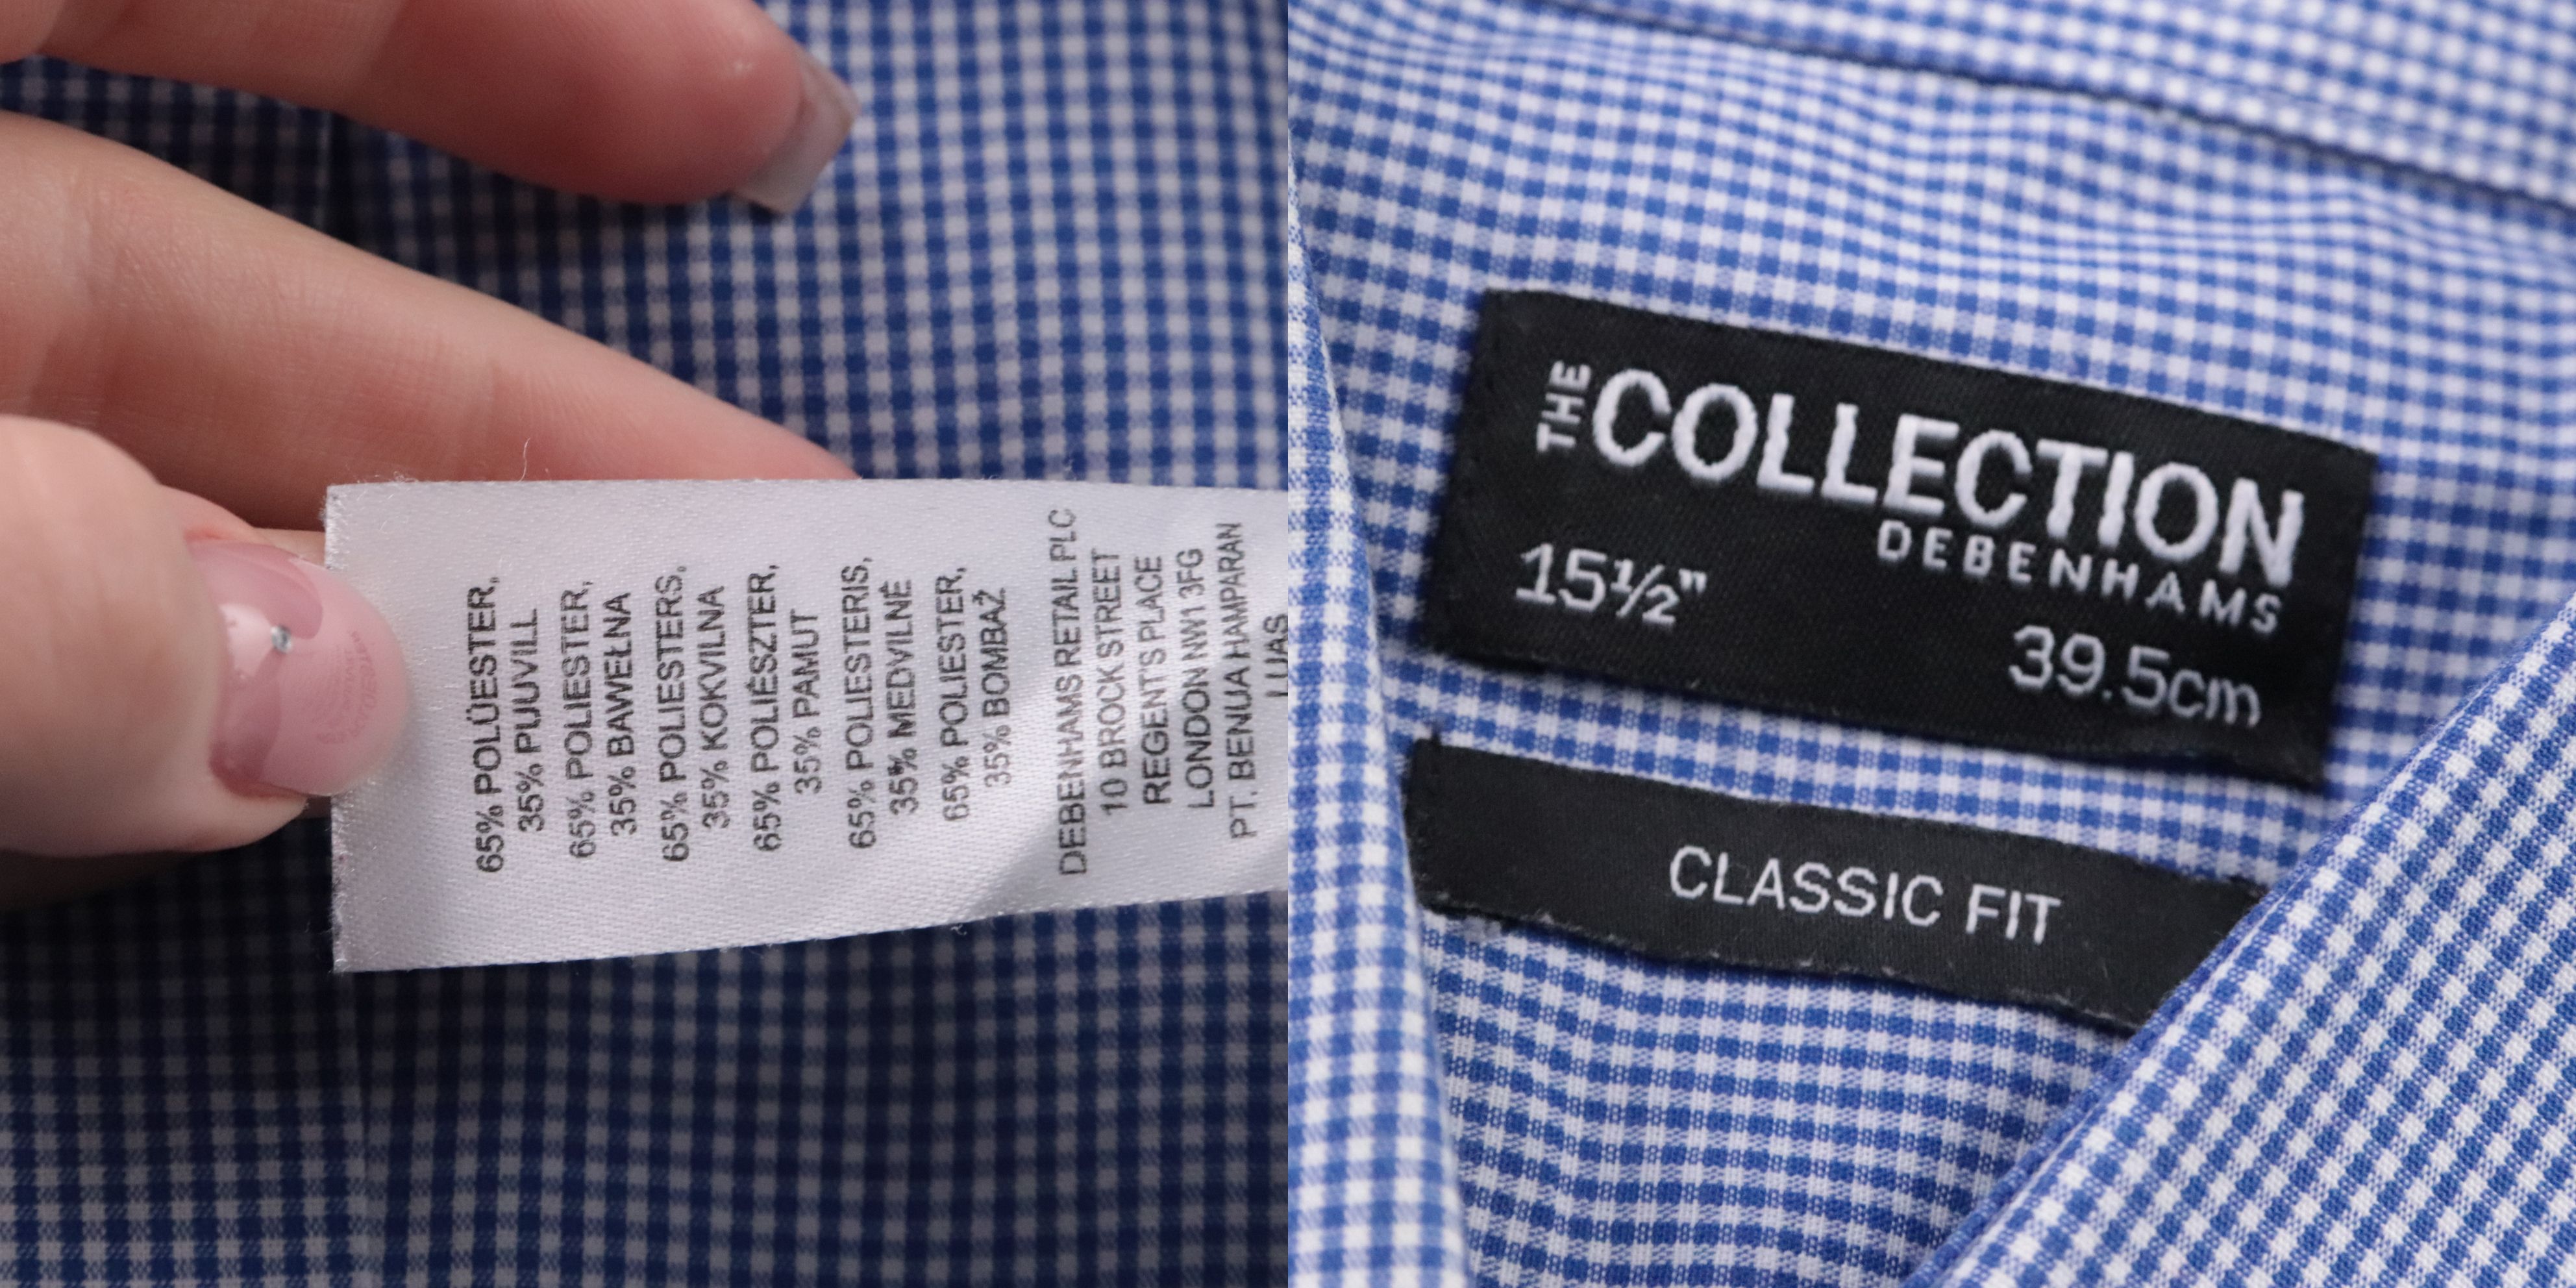 65% POLÜESTER,
35% PUUVILL
65% POLIESTER,
35% BAWEŁNA
65% POLIESTERS,
35% KOKVILNA
65% POLIÉSZTER,
35% PAMUT
65% POLIESTERIS,
35% MEDVILNĖ
65% POLIESTER,
35% BOMBAŽ
DEBENHAMS RETAIL PLC
10 BROCK STREET
REGENT'S PLACE
LONDON NW1 3FG
PT. BENUA HAMPARAN
LUAS
THE COLLECTION
DEBENHAMS
15½"
39.5cm
CLASSIC FIT